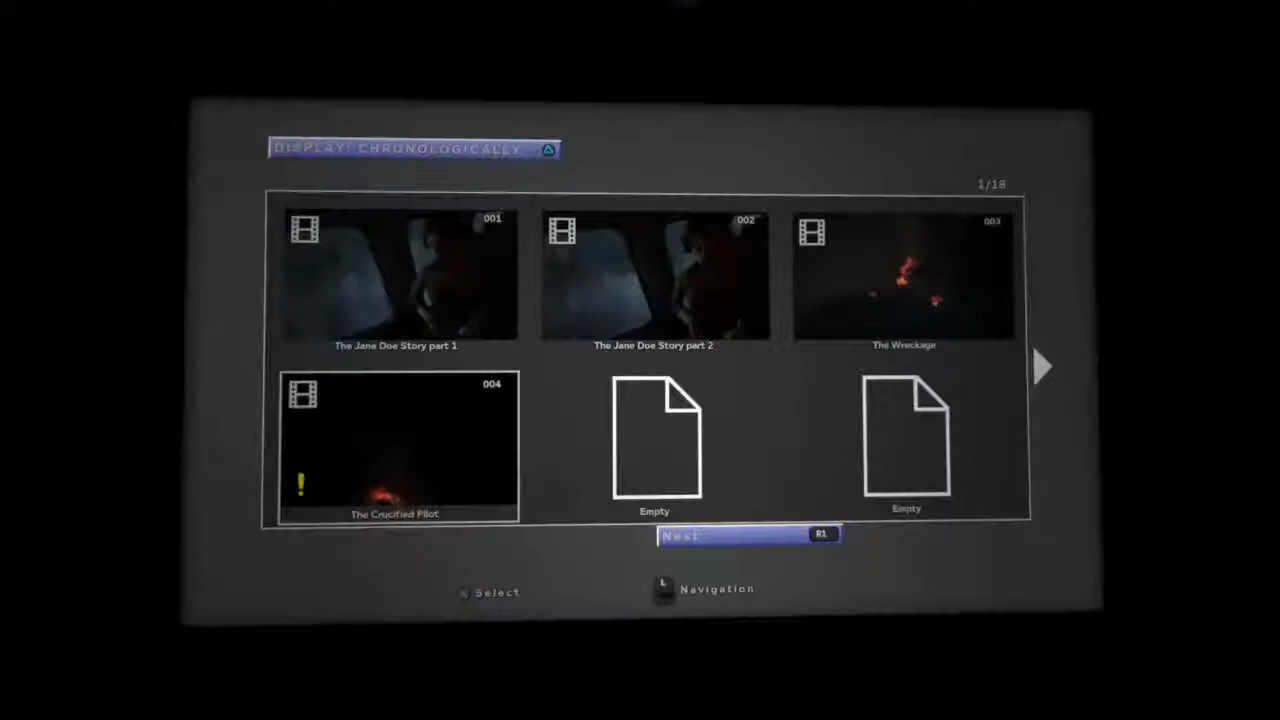 DISPLAY: CHRONOLOGICALLY
1/18
001
002
003
The Jane Doe Story part 1
The Jane Doe Story part 2
The Wreckage
004
!
The Crucified Pilot
Empty
Empty
Next R1
Select
L Navigation